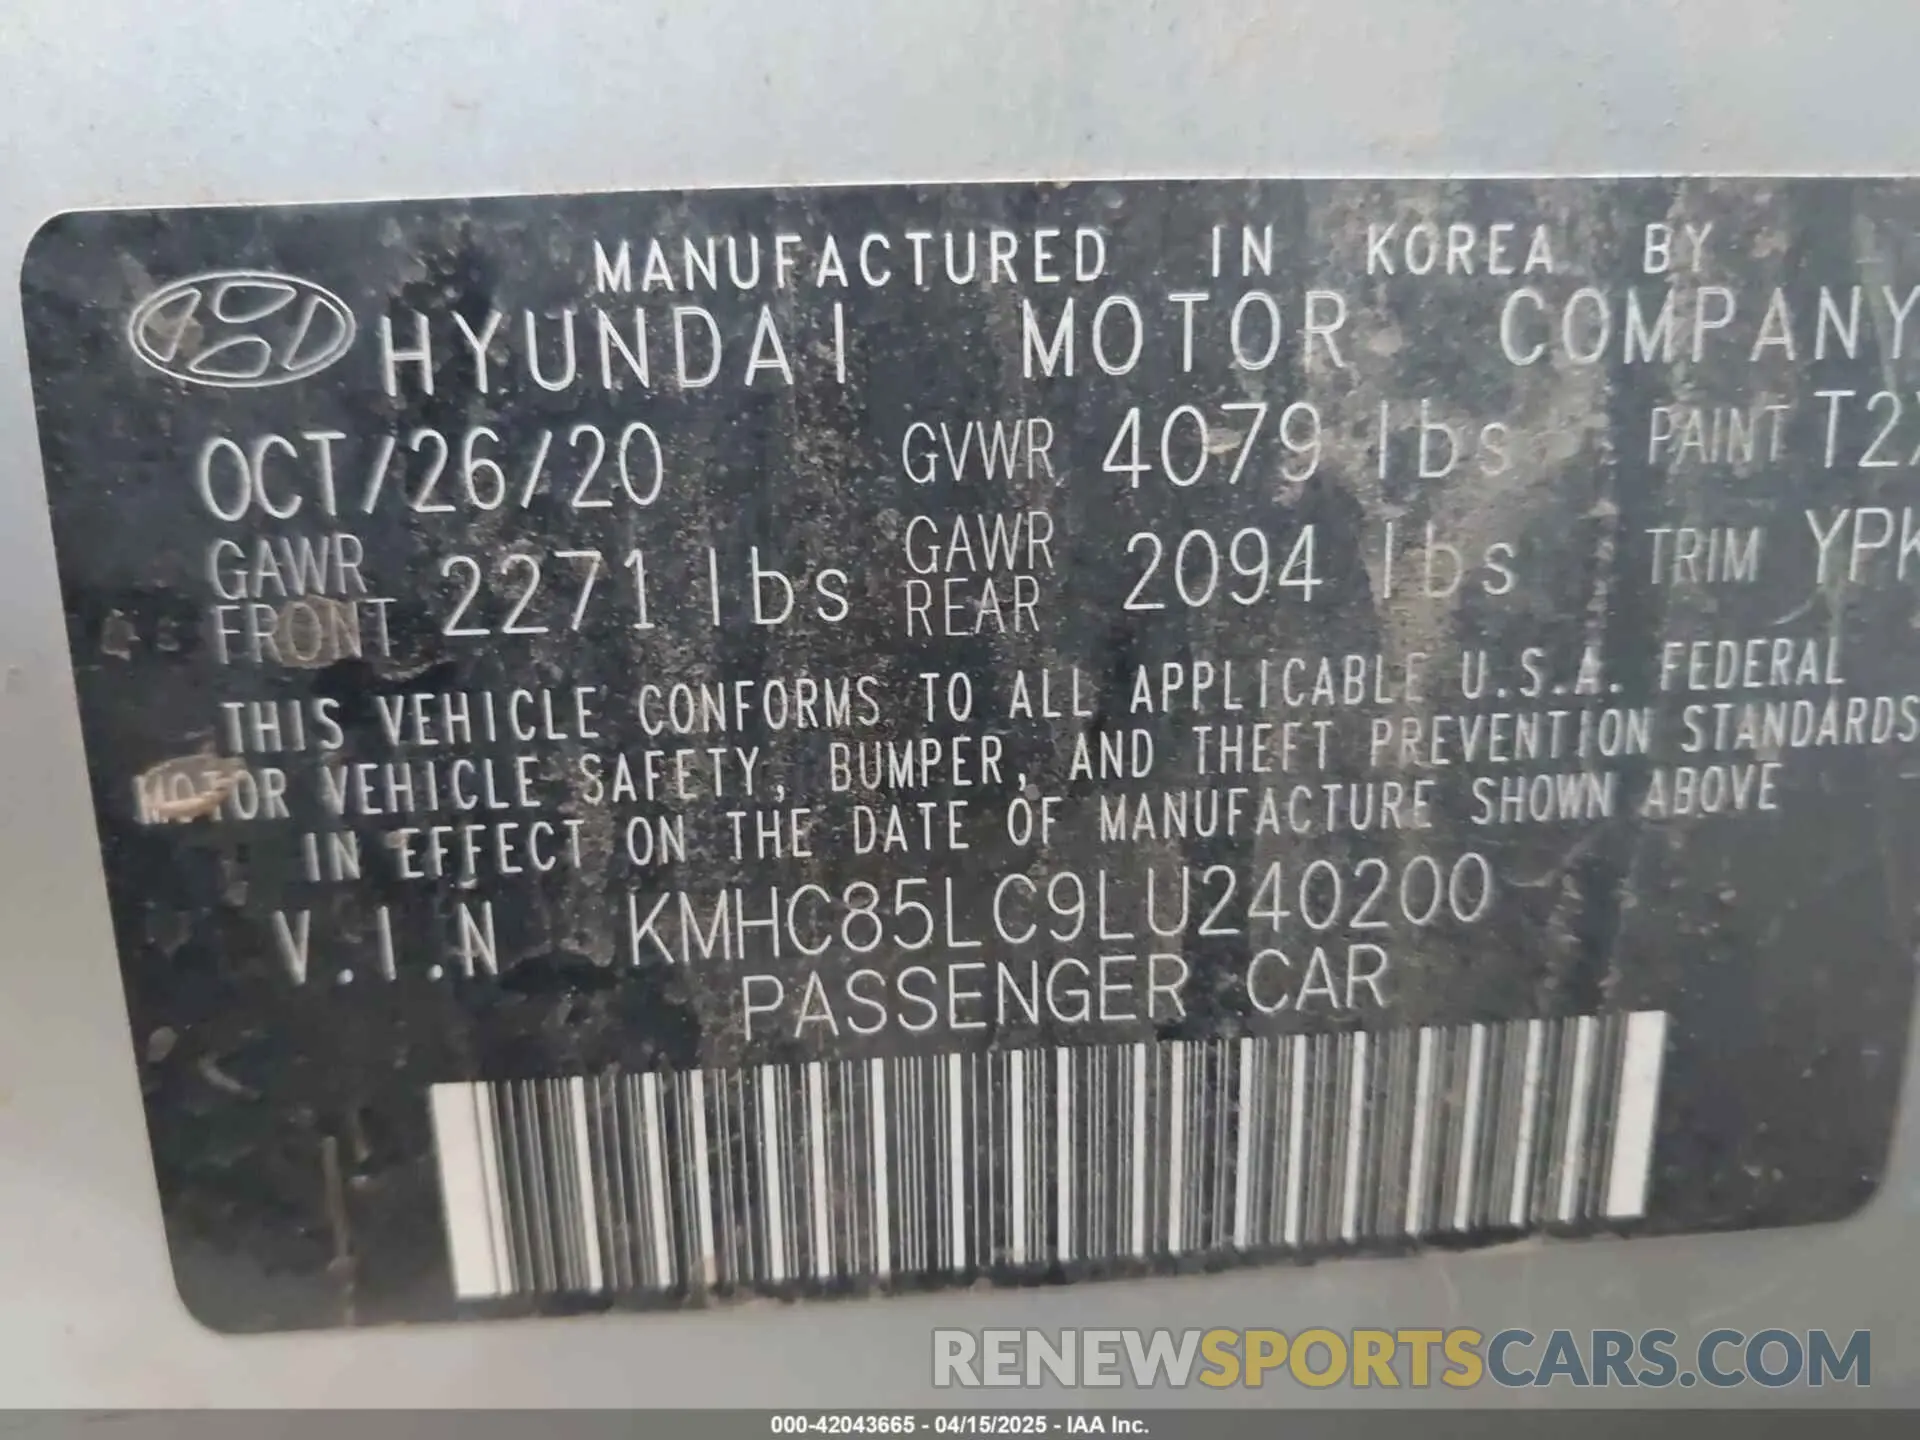 MANUFACTURED IN KOREA BY
HYUNDAI MOTOR COMPANY
OCT/26/20 GVWR 4079 lbs PAINT T2X
GAWR FRONT 2271 lbs GAWR REAR 2094 lbs TRIM YPK
THIS VEHICLE CONFORMS TO ALL APPLICABLE U.S.A. FEDERAL
MOTOR VEHICLE SAFETY, BUMPER, AND THEFT PREVENTION STANDARDS
IN EFFECT ON THE DATE OF MANUFACTURE SHOWN ABOVE
V.I.N KMHC85LC9LU240200
PASSENGER CAR
RENEWSPORTSCARS.COM
000-42043665 - 04/15/2025 - IAA Inc.